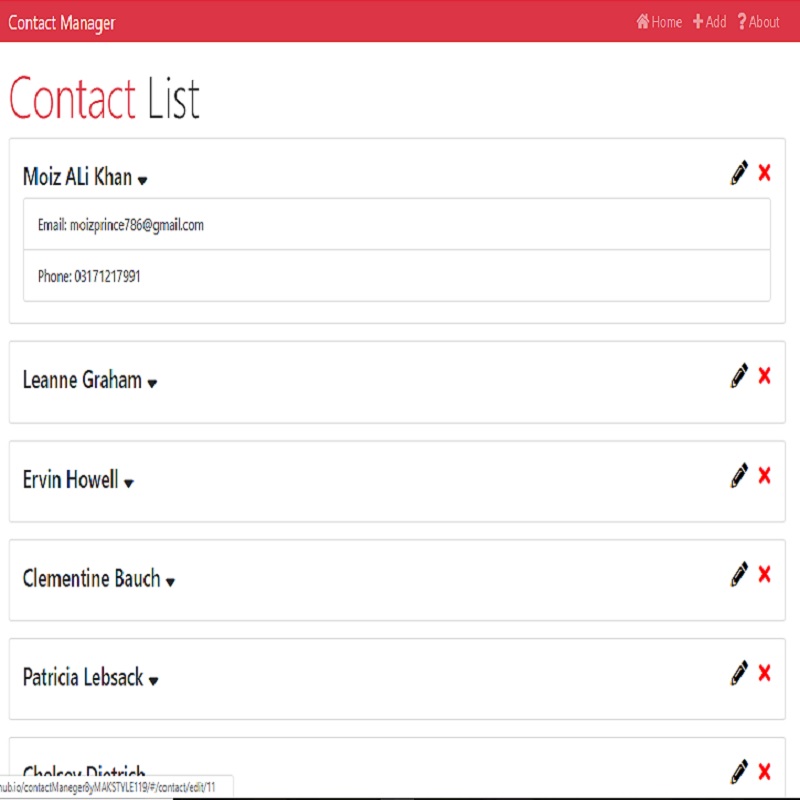 Contact Manager
Home Add ? About
Contact List
Moiz ALi Khan
Email: moizprince786@gmail.com
Phone: 03171217991
Leanne Graham
Ervin Howell
Clementine Bauch
Patricia Lebsack
Chelsey Dietrich
hub.io/contactManegerByMAKSTYLE119/#/contact/edit/11